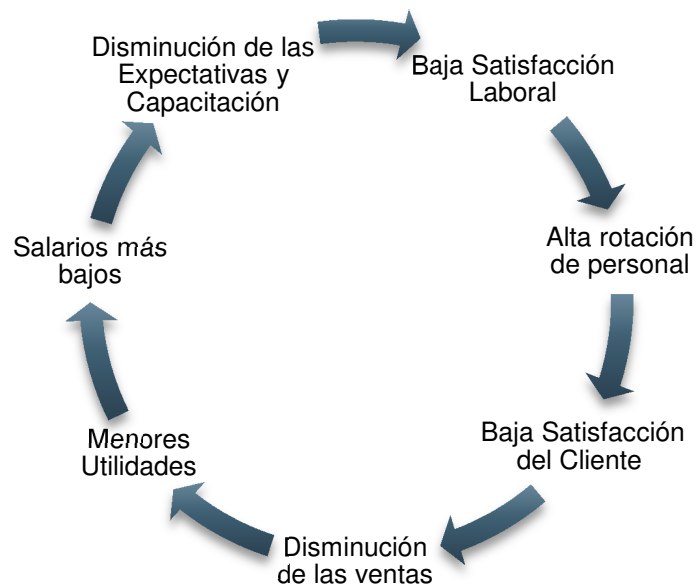 Disminución de las
Expectativas y
Capacitación
Baja Satisfacción
Laboral
Alta rotación
de personal
Baja Satisfacción
del Cliente
Disminución
de las ventas
Menores
Utilidades
Salarios más
bajos